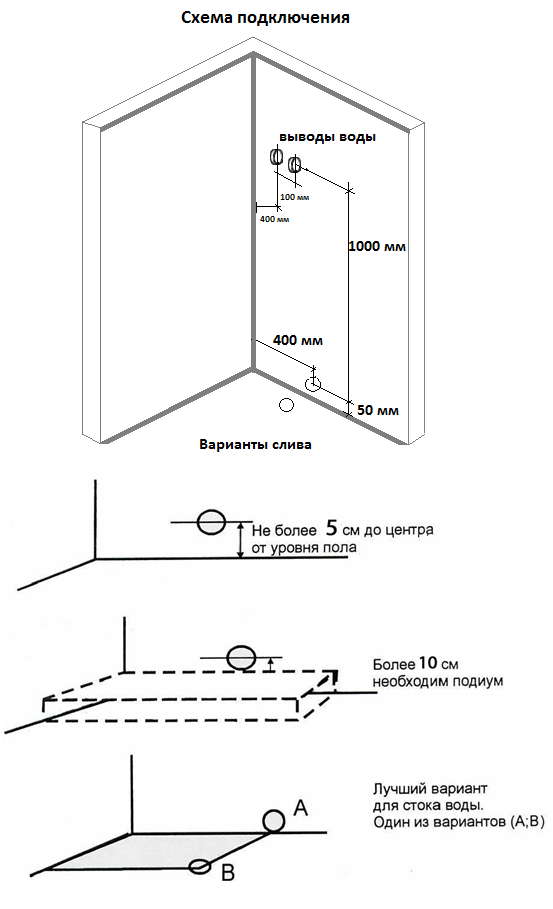 Схема подключения
выводы воды
100 мм
400 мм
1000 мм
400 мм
50 мм
Варианты слива
Не более 5 см до центра
от уровня пола
Более 10 см
необходим подиум
Лучший вариант
для стока воды.
Один из вариантов (А;В)
A
B